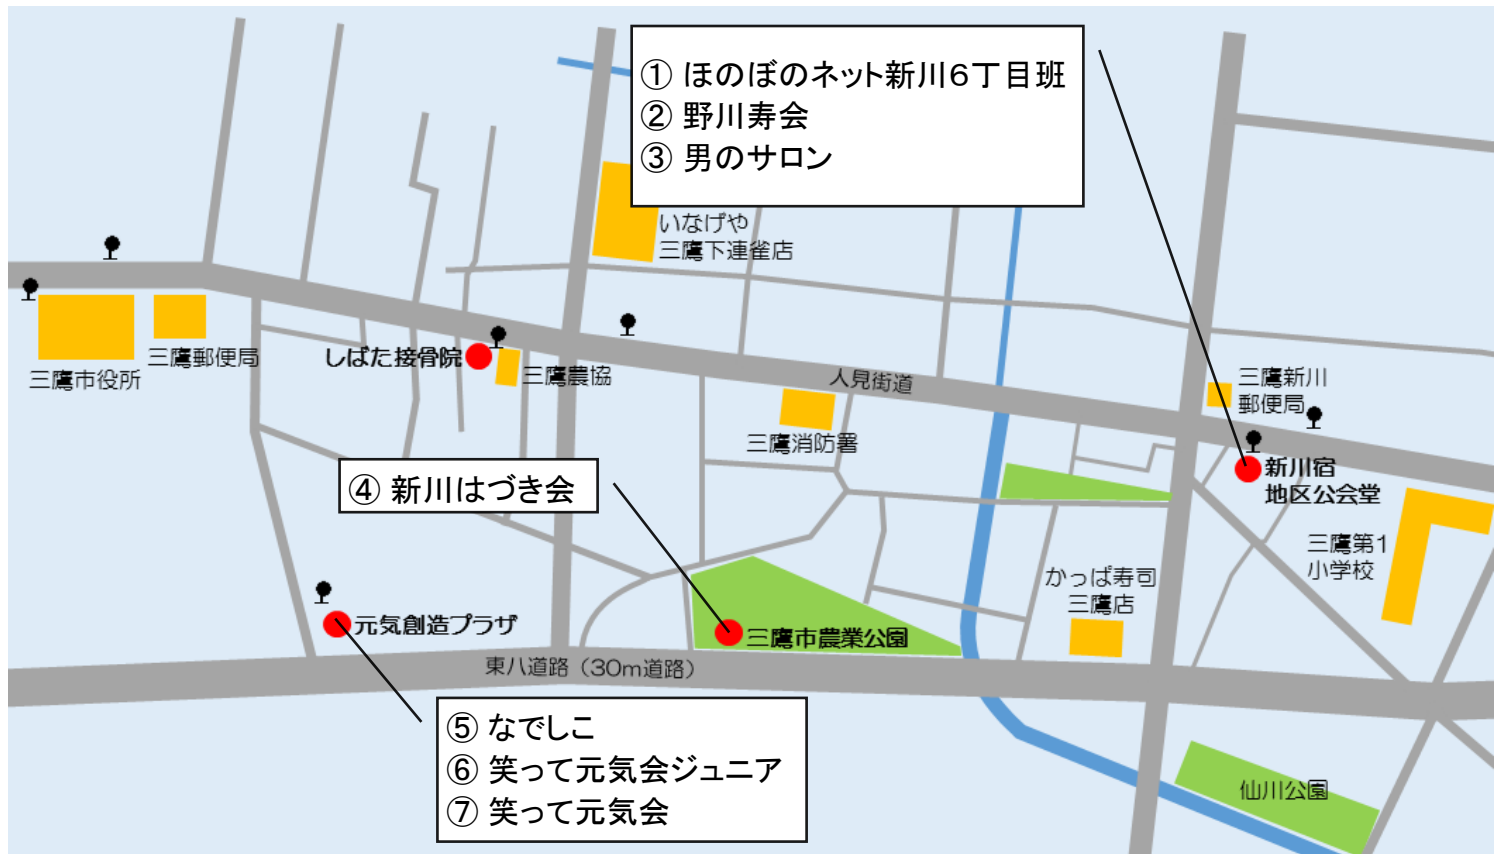 ① ほのぼのネット新川6丁目班
② 野川寿会
③ 男のサロン
いなげや
三鷹下連雀店
三鷹市役所
三鷹郵便局
しばた接骨院
三鷹農協
人見街道
三鷹新川
郵便局
三鷹消防署
新川宿
地区公会堂
④ 新川はづき会
三鷹第1
小学校
かっぱ寿司
三鷹店
元気創造プラザ
三鷹市農業公園
東八道路（30m道路）
⑤ なでしこ
⑥ 笑って元気会ジュニア
⑦ 笑って元気会
仙川公園